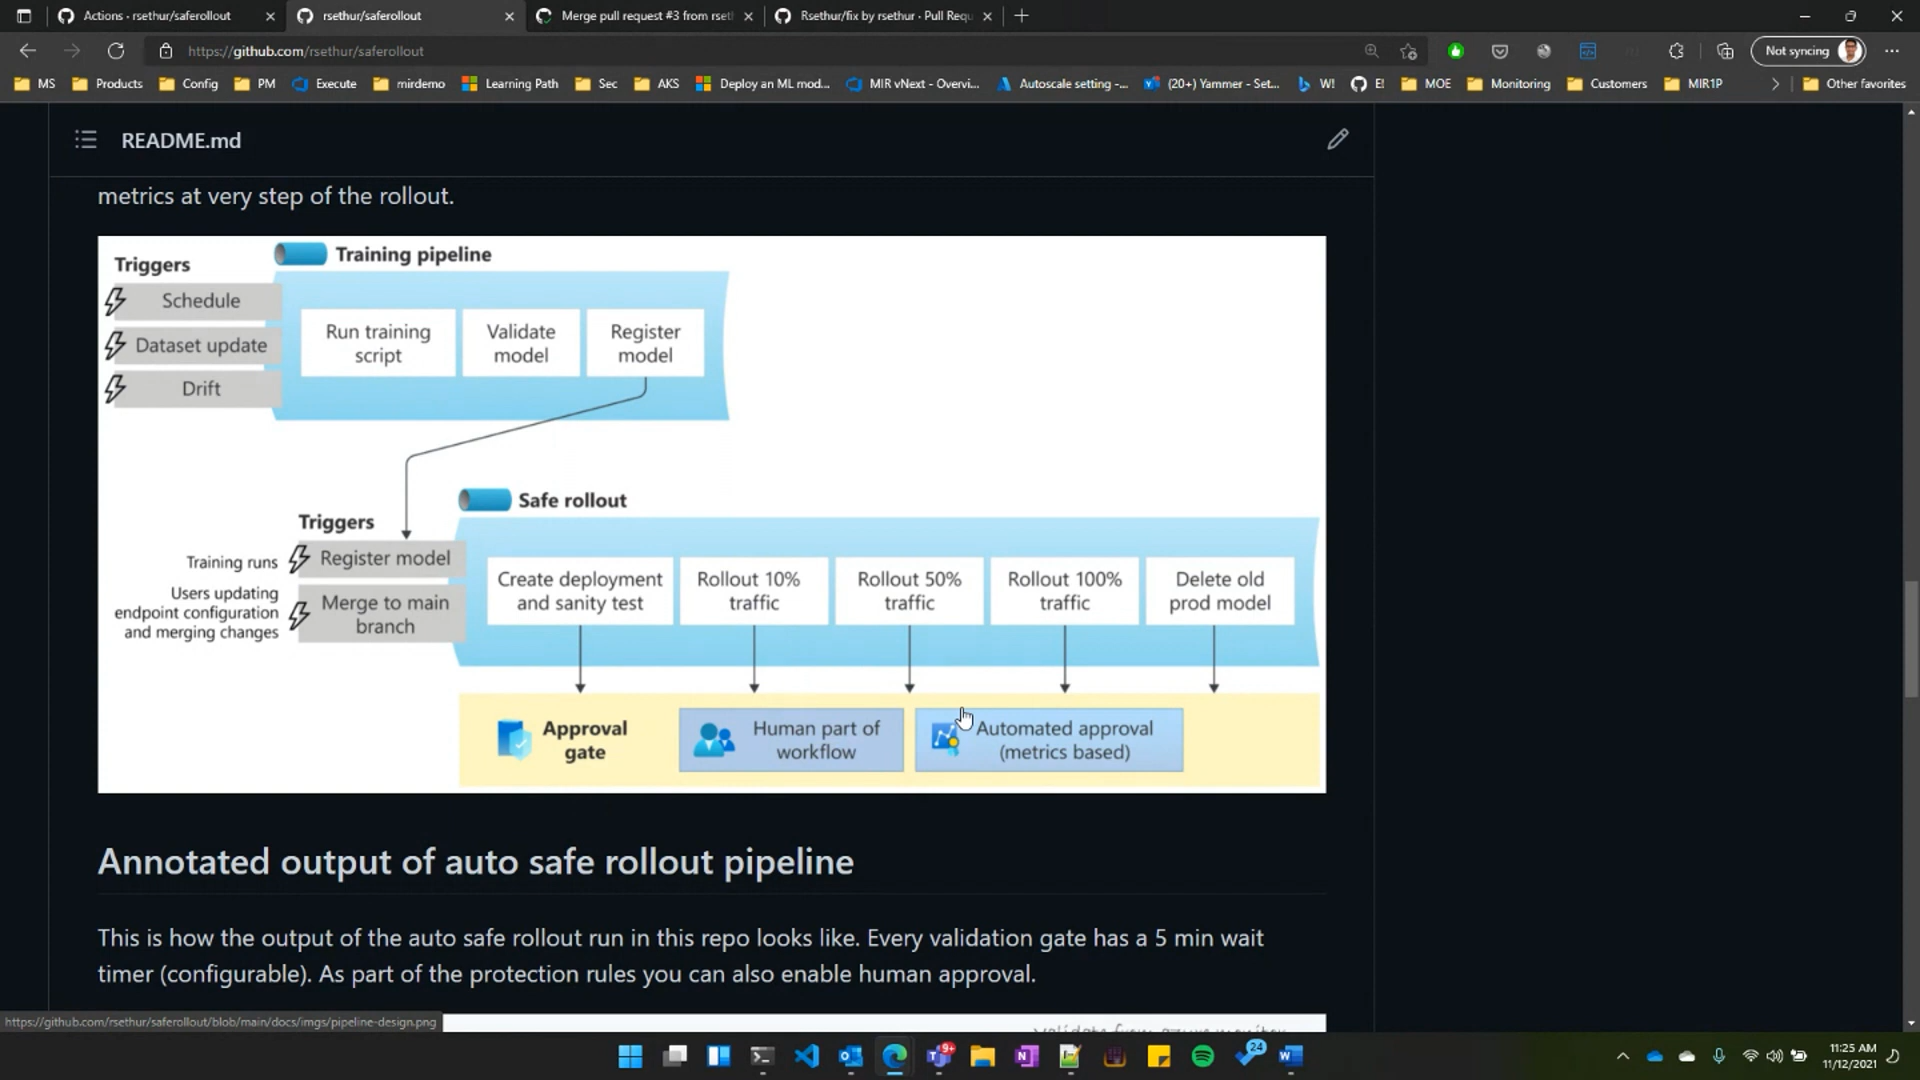 Actions · rsethur/saferollout
rsethur/saferollout
Merge pull request #3 from rset
Rsethur/fix by rsethur · Pull Requ
https://github.com/rsethur/saferollout
Not syncing
MS
Products
Config
PM
Execute
mirdemo
Learning Path
Sec
AKS
Deploy an ML mod...
MIR vNext - Overvi...
Autoscale setting -...
(20+) Yammer - Set...
W!
E!
MOE
Monitoring
Customers
MIR1P
Other favorites
README.md
metrics at very step of the rollout.
Triggers
Schedule
Dataset update
Drift
Training pipeline
Run training
script
Validate
model
Register
model
Triggers
Training runs
Register model
Users updating
endpoint configuration
and merging changes
Merge to main
branch
Safe rollout
Create deployment
and sanity test
Rollout 10%
traffic
Rollout 50%
traffic
Rollout 100%
traffic
Delete old
prod model
Approval
gate
Human part of
workflow
Automated approval
(metrics based)
Annotated output of auto safe rollout pipeline
This is how the output of the auto safe rollout run in this repo looks like. Every validation gate has a 5 min wait
timer (configurable). As part of the protection rules you can also enable human approval.
https://github.com/rsethur/saferollout/blob/main/docs/imgs/pipeline-design.png
9+
24
11:25 AM
11/12/2021